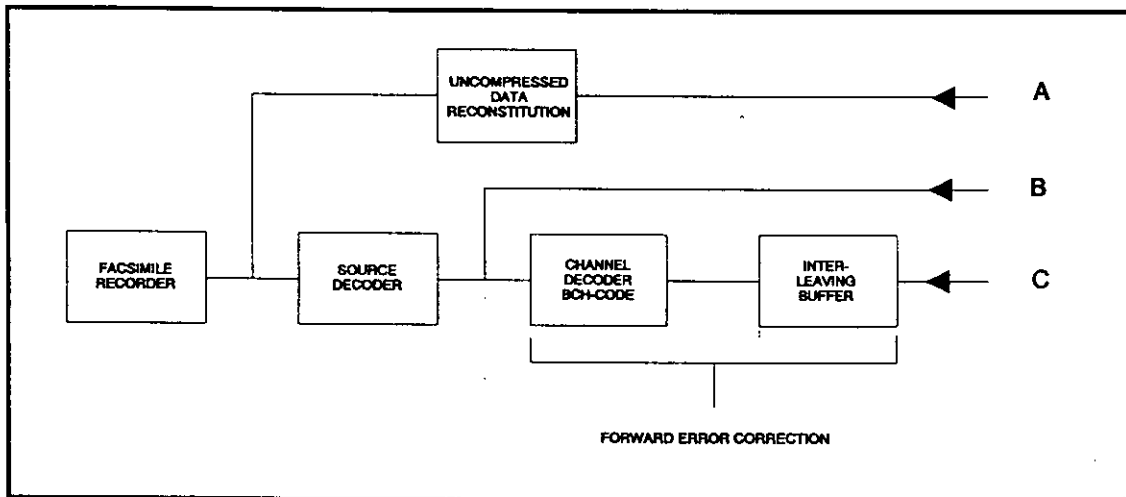 UNCOMPRESSED
DATA
RECONSTITUTION
A
B
FACSIMILE
RECORDER
SOURCE
DECODER
CHANNEL
DECODER
BCH-CODE
INTER-
LEAVING
BUFFER
C
FORWARD ERROR CORRECTION